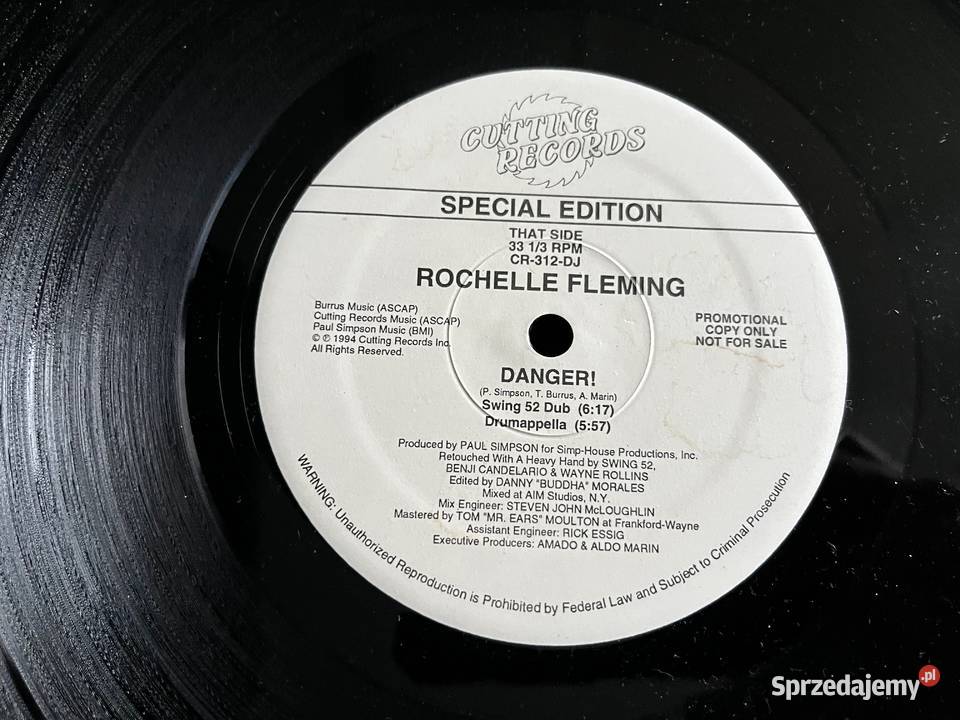 CUTTING
RECORDS
SPECIAL EDITION
THAT SIDE
33 1/3 RPM
CR-312-DJ
ROCHELLE FLEMING
Burrus Music (ASCAP)
Cutting Records Music (ASCAP)
Paul Simpson Music (BMI)
© ℗ 1994 Cutting Records Inc.
All Rights Reserved.
PROMOTIONAL
COPY ONLY
NOT FOR SALE
DANGER!
(P. Simpson, T. Burrus, A. Marin)
Swing 52 Dub (6:17)
Drumappella (5:57)
Produced by PAUL SIMPSON for Simp-House Productions, Inc.
Retouched With A Heavy Hand by SWING 52,
BENJI CANDELARIO & WAYNE ROLLINS
Edited by DANNY "BUDDHA" MORALES
Mixed at AIM Studios, N.Y.
Mix Engineer: STEVEN JOHN McLOUGHLIN
Mastered by TOM "MR. EARS" MOULTON at Frankford-Wayne
Assistant Engineer: RICK ESSIG
Executive Producers: AMADO & ALDO MARIN
WARNING: Unauthorized Reproduction is Prohibited by Federal Law and Subject to Criminal Prosecution
Sprzedajemy.pl